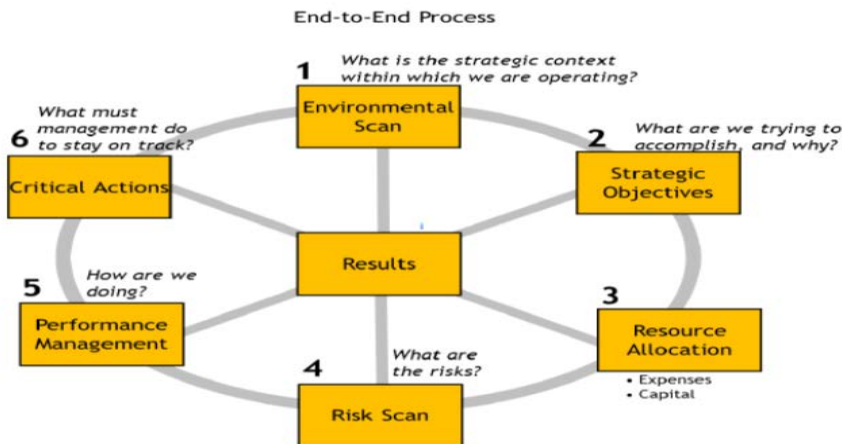 End-to-End Process
1
What is the strategic context
within which we are operating?
Environmental
Scan
2
What are we trying to
accomplish, and why?
Strategic
Objectives
3
Resource
Allocation
• Expenses
• Capital
4
What are
the risks?
Risk Scan
5
How are we
doing?
Performance
Management
6
What must
management do
to stay on track?
Critical Actions
Results